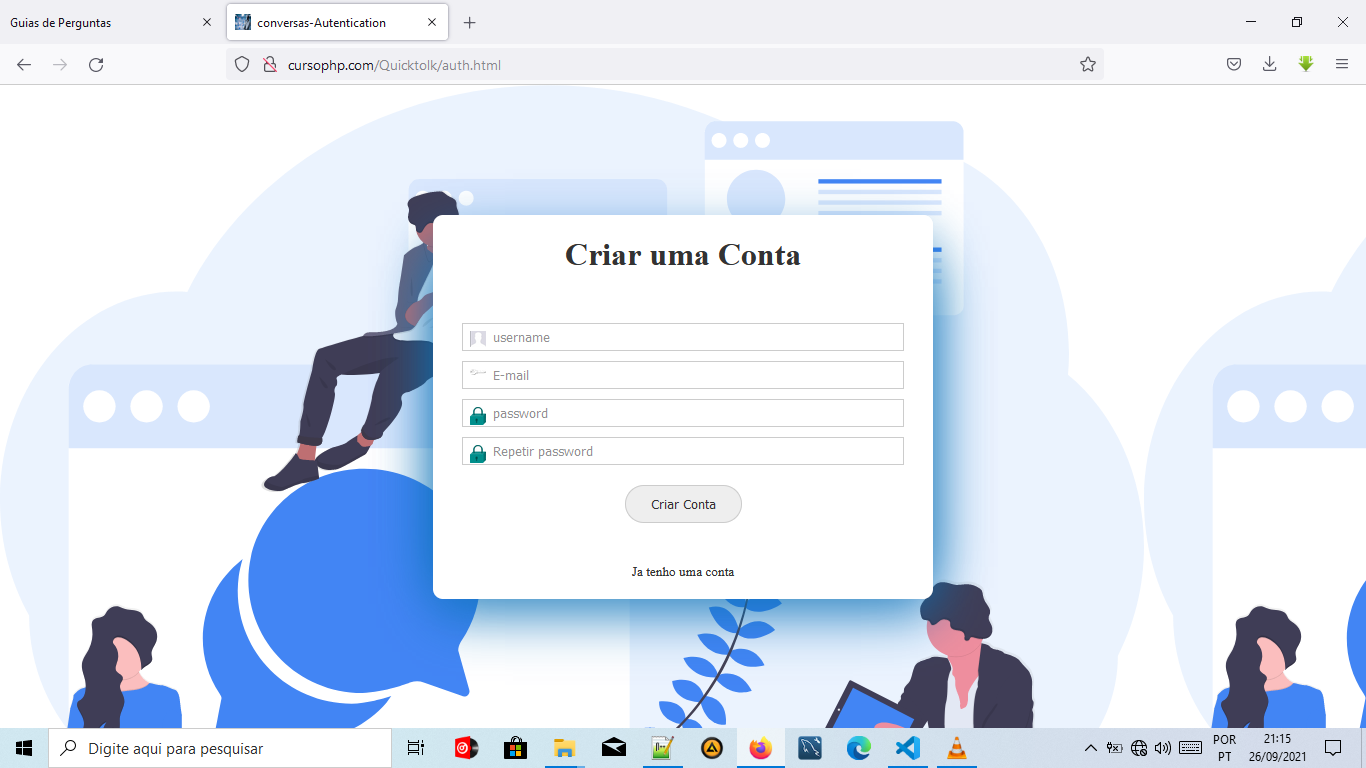 Guias de Perguntas
conversas-Autentication
cursophp.com/Quicktolk/auth.html
Criar uma Conta
username
E-mail
password
Repetir password
Criar Conta
Ja tenho uma conta
Digite aqui para pesquisar
POR
PT
21:15
26/09/2021